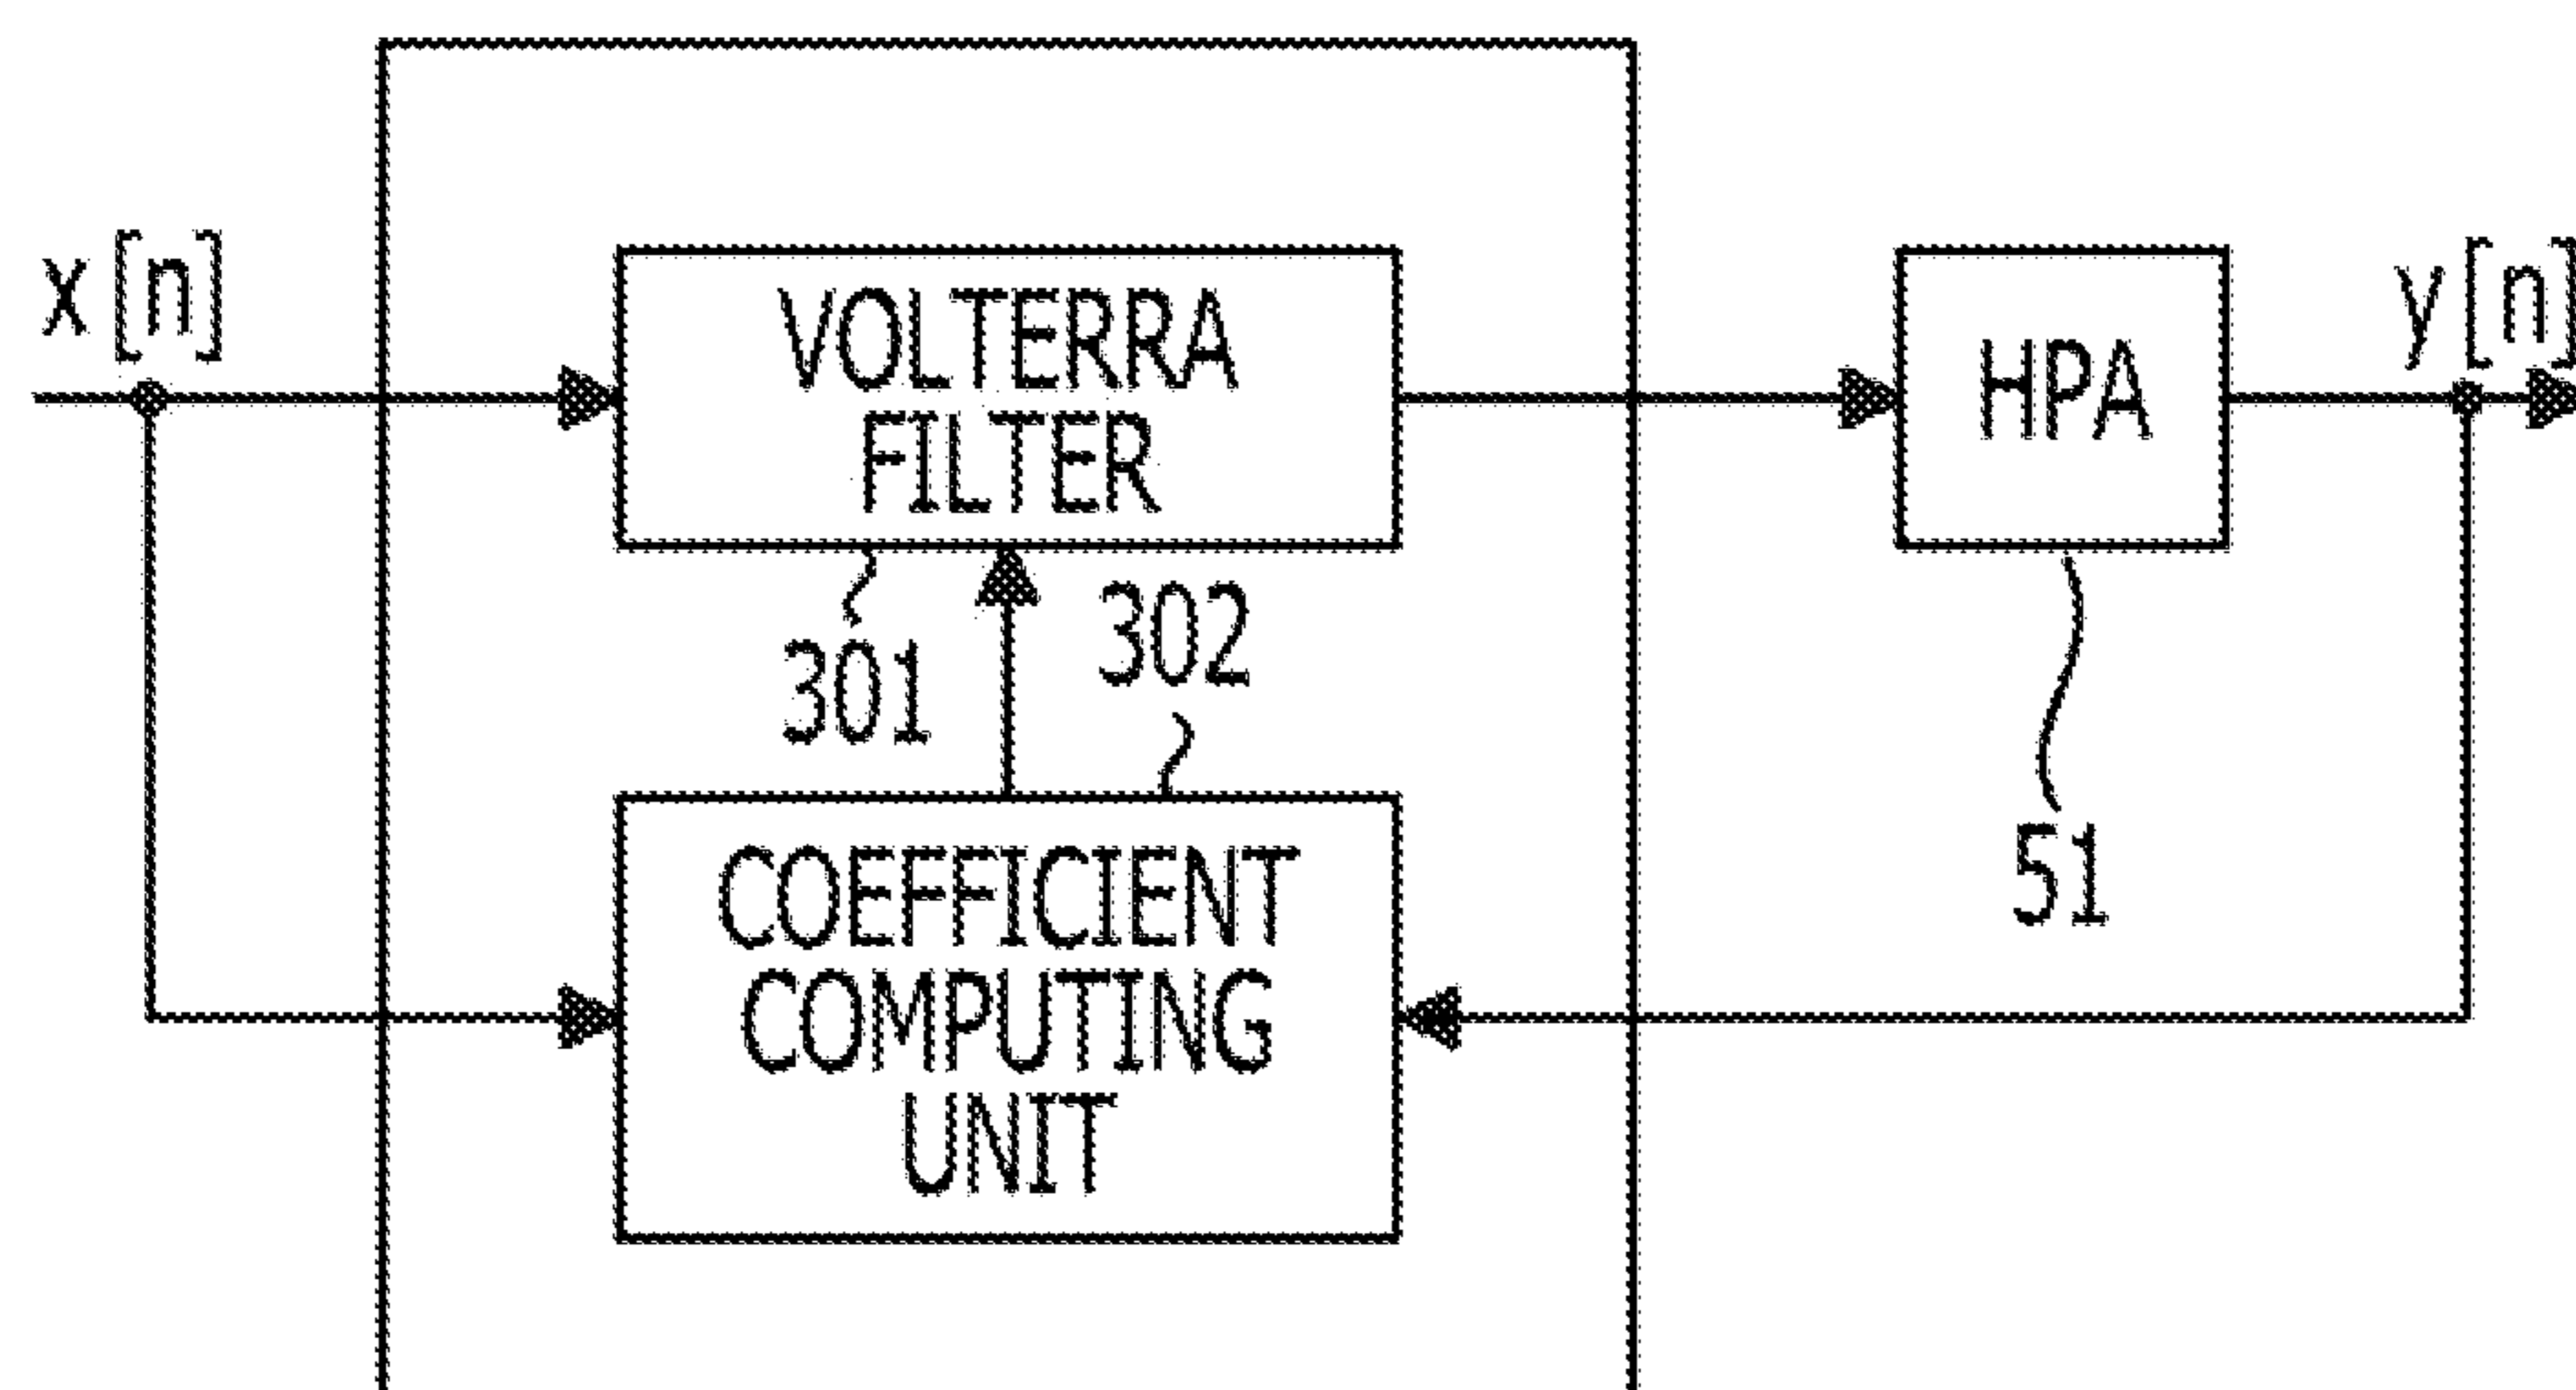 x[n]
VOLTERRA
FILTER
HPA
y[n]
301
302
51
COEFFICIENT
COMPUTING
UNIT